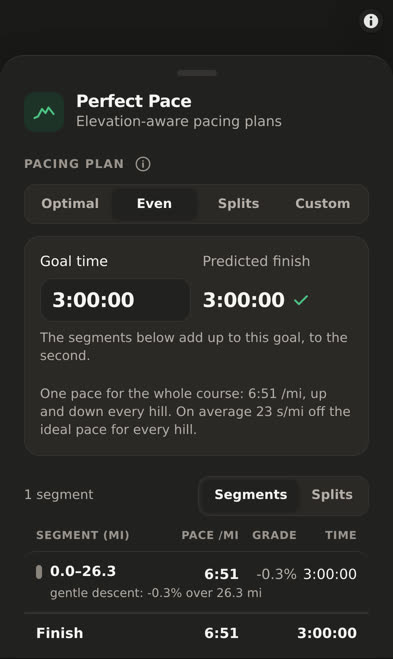 Perfect Pace
Elevation-aware pacing plans
PACING PLAN
Optimal Even Splits Custom
Goal time Predicted finish
3:00:00 3:00:00
The segments below add up to this goal, to the
second.
One pace for the whole course: 6:51 /mi, up
and down every hill. On average 23 s/mi off the
ideal pace for every hill.
1 segment Segments Splits
SEGMENT (MI) PACE /MI GRADE TIME
0.0–26.3 6:51 -0.3% 3:00:00
gentle descent: -0.3% over 26.3 mi
Finish 6:51 3:00:00